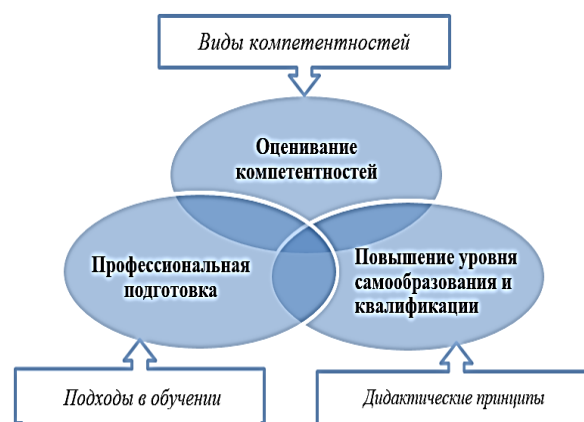 Виды компетентностей
Оценивание
компетентностей
Профессиональная
подготовка
Повышение уровня
самообразования и
квалификации
Подходы в обучении
Дидактические принципы